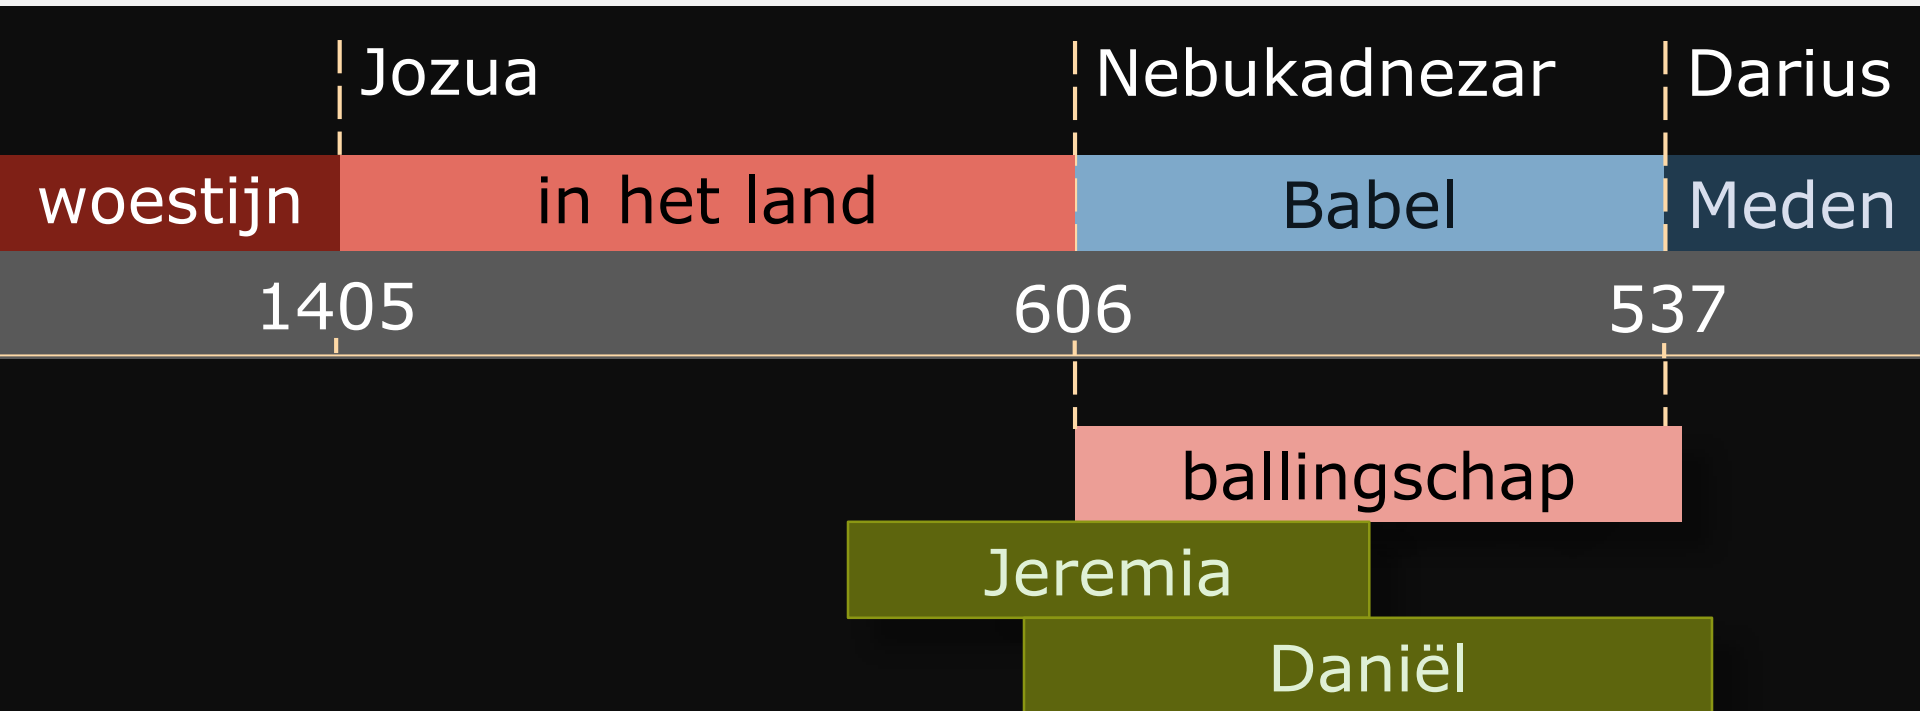 Jozua Nebukadnezar Darius
woestijn in het land Babel Meden
1405 606 537
ballingschap
Jeremia
Daniël